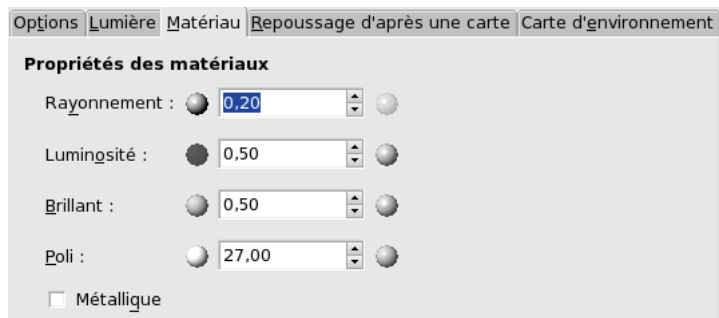 Options Lumière Matériau Repoussage d'après une carte Carte d'environnement
Propriétés des matériaux
Rayonnement : 0,20
Luminosité : 0,50
Brillant : 0,50
Poli : 27,00
Métallique